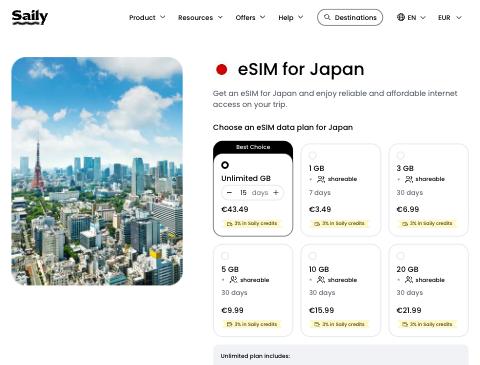 Saily
Product
Resources
Offers
Help
Destinations
EN
EUR
eSIM for Japan
Get an eSIM for Japan and enjoy reliable and affordable internet
access on your trip.
Choose an eSIM data plan for Japan
Best Choice
Unlimited GB
− 15 days +
€43.49
3% in Saily credits
1 GB
• shareable
7 days
€3.49
3% in Saily credits
3 GB
• shareable
30 days
€6.99
3% in Saily credits
5 GB
• shareable
30 days
€9.99
3% in Saily credits
10 GB
• shareable
30 days
€15.99
3% in Saily credits
20 GB
• shareable
30 days
€21.99
3% in Saily credits
Unlimited plan includes: